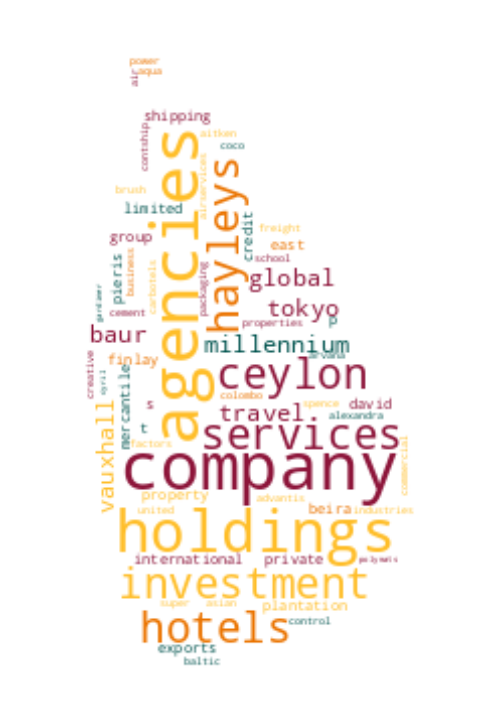 power
aqua
air
shipping
contship
aitken
coco
agencies
airservices
hayleys
brush
limited
credit
freight
group
east
school
pieris
business
carbotels
packaging
global
gardamer
cement
tokyo
properties
p
baur
millennium
arvana
creative
finlay
cyril
mercantile
ceylon
colombo
spence
david
s
travel
alexandra
vauxhall
t
services
factors
commercial
company
property
advantis
united
beira
industries
holdings
international
private
polymats
investment
super
asian
plantation
hotels
control
exports
baltic